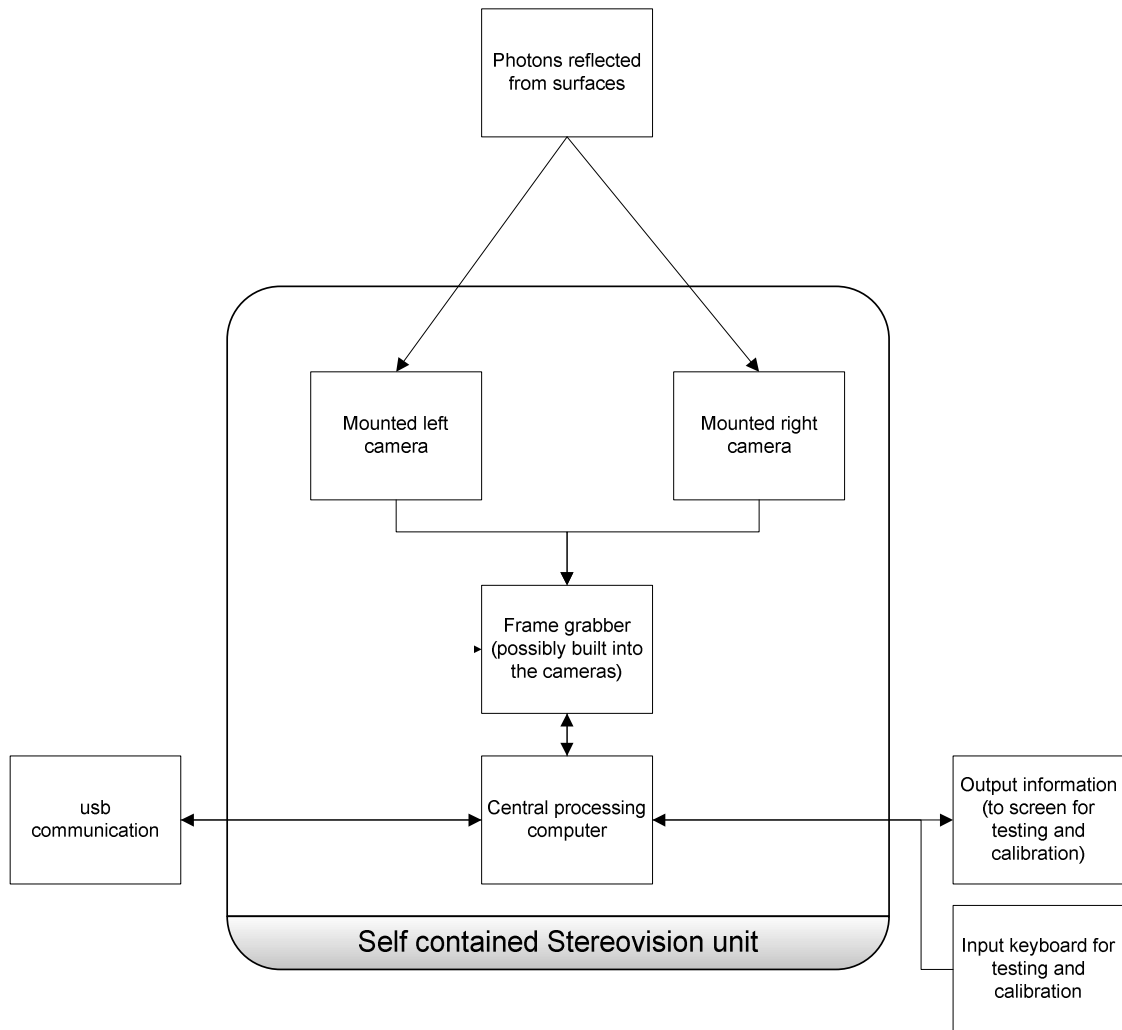 Photons reflected
from surfaces
Mounted left
camera
Mounted right
camera
Frame grabber
(possibly built into
the cameras)
usb
communication
Central processing
computer
Output information
(to screen for
testing and
calibration)
Self contained Stereovision unit
Input keyboard for
testing and
calibration